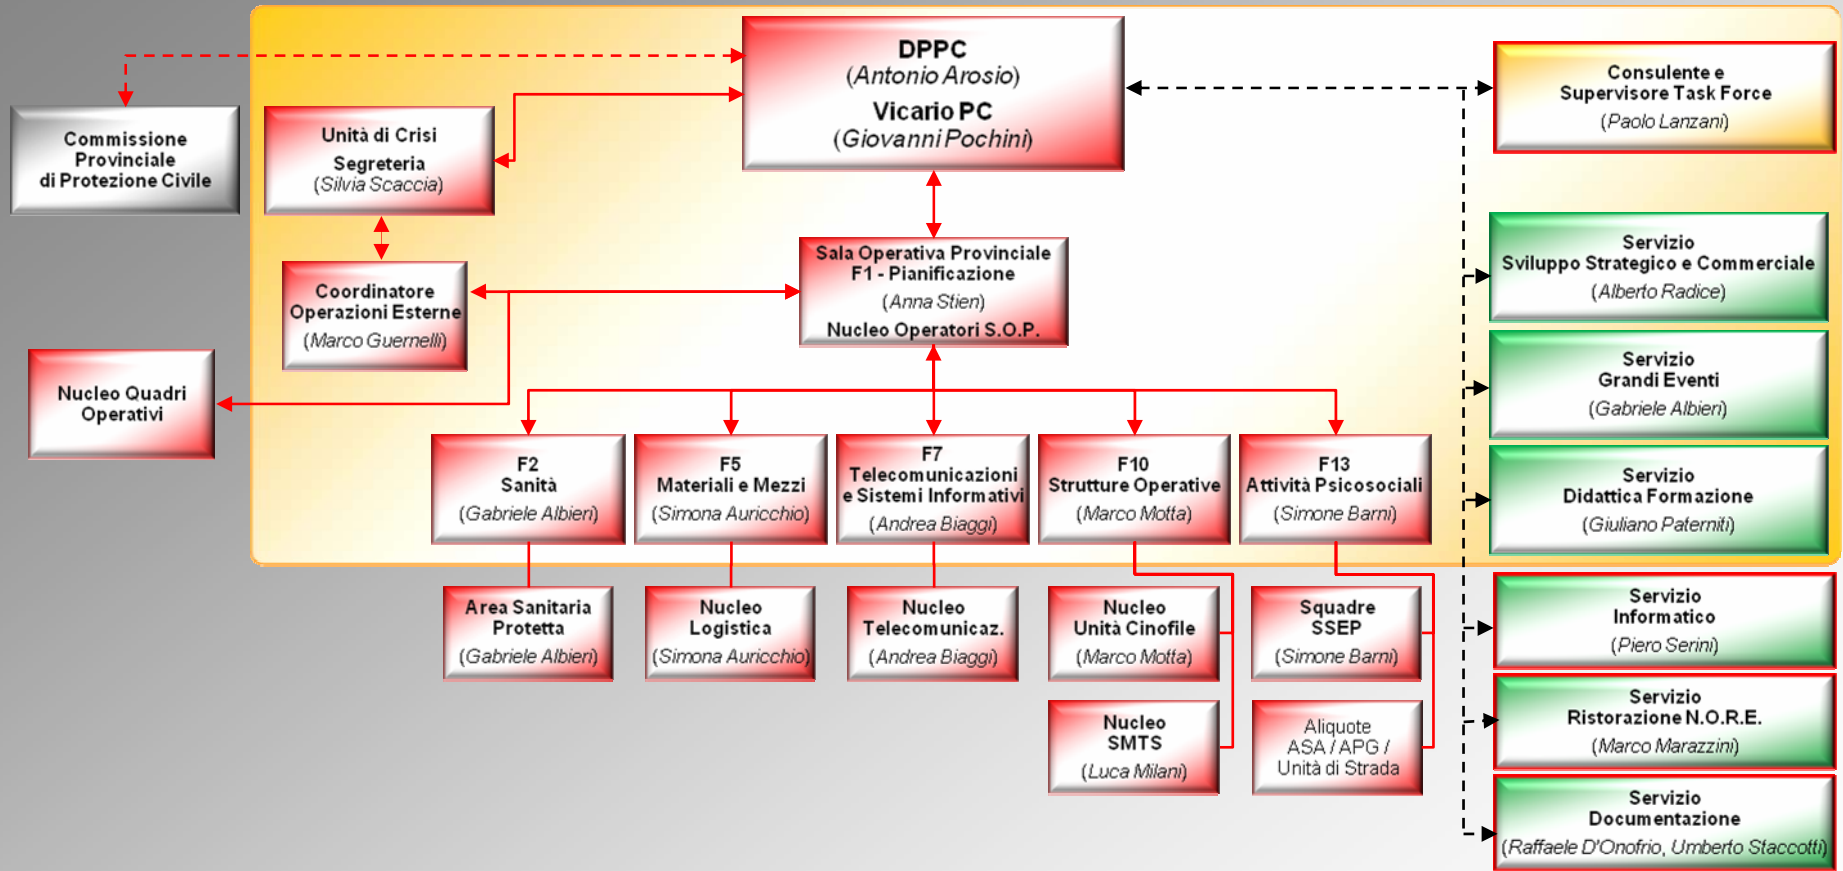 DPPC
(Antonio Arosio)
Vicario PC
(Giovanni Pochini)
Consulente e
Supervisore Task Force
(Paolo Lanzani)
Commissione
Provinciale
di Protezione Civile
Unità di Crisi
Segreteria
(Silvia Scaccia)
Sala Operativa Provinciale
F1 - Pianificazione
(Anna Stien)
Nucleo Operatori S.O.P.
Coordinatore
Operazioni Esterne
(Marco Guernelli)
Nucleo Quadri
Operativi
Servizio
Sviluppo Strategico e Commerciale
(Alberto Radice)
Servizio
Grandi Eventi
(Gabriele Albieri)
Servizio
Didattica Formazione
(Giuliano Paterniti)
F2
Sanità
(Gabriele Albieri)
F5
Materiali e Mezzi
(Simona Auricchio)
F7
Telecomunicazioni
e Sistemi Informativi
(Andrea Biaggi)
F10
Strutture Operative
(Marco Motta)
F13
Attività Psicosociali
(Simone Barni)
Area Sanitaria
Protetta
(Gabriele Albieri)
Nucleo
Logistica
(Simona Auricchio)
Nucleo
Telecomunicaz.
(Andrea Biaggi)
Nucleo
Unità Cinofile
(Marco Motta)
Squadre
SSEP
(Simone Barni)
Nucleo
SMTS
(Luca Milani)
Aliquote
ASA / APG /
Unità di Strada
Servizio
Informatico
(Piero Serini)
Servizio
Ristorazione N.O.R.E.
(Marco Marazzini)
Servizio
Documentazione
(Raffaele D'Onofrio, Umberto Staccotti)